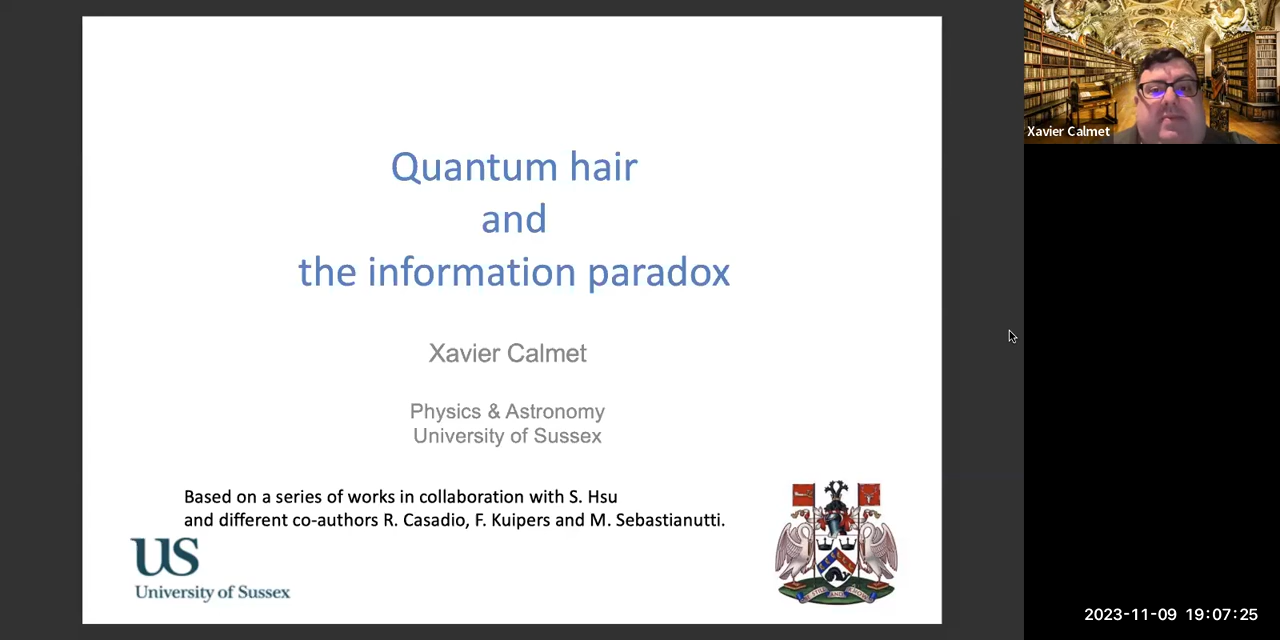 Quantum hair
and
the information paradox
Xavier Calmet
Physics & Astronomy
University of Sussex
Based on a series of works in collaboration with S. Hsu
and different co-authors R. Casadio, F. Kuipers and M. Sebastianutti.
US
University of Sussex
Xavier Calmet
2023-11-09 19:07:25